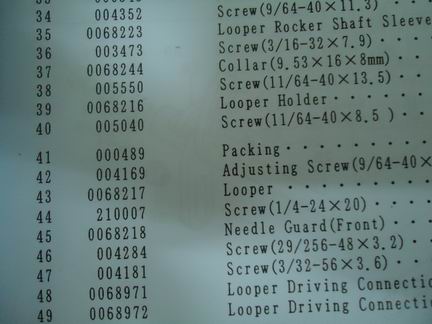 34 004352 Screw(9/64-40×11.3) · ·
35 0068223 Looper Rocker Shaft Sleeve
36 003473 Screw(3/16-32×7.9) · · ·
37 0068244 Collar(9.53×16×8mm) · ·
38 005550 Screw(11/64-40×13.5) · ·
39 0068216 Looper Holder · · · · · ·
40 005040 Screw(11/64-40×8.5 ) · ·
41 000489 Packing · · · · · · · · ·
42 004169 Adjusting Screw(9/64-40×
43 0068217 Looper · · · · · · · · ·
44 210007 Screw(1/4-24×20) · · · ·
45 0068218 Needle Guard(Front) · · ·
46 004284 Screw(29/256-48×3.2) · ·
47 004181 Screw(3/32-56×3.6) · · ·
48 0068971 Looper Driving Connectio
49 0068972 Looper Driving Connectio